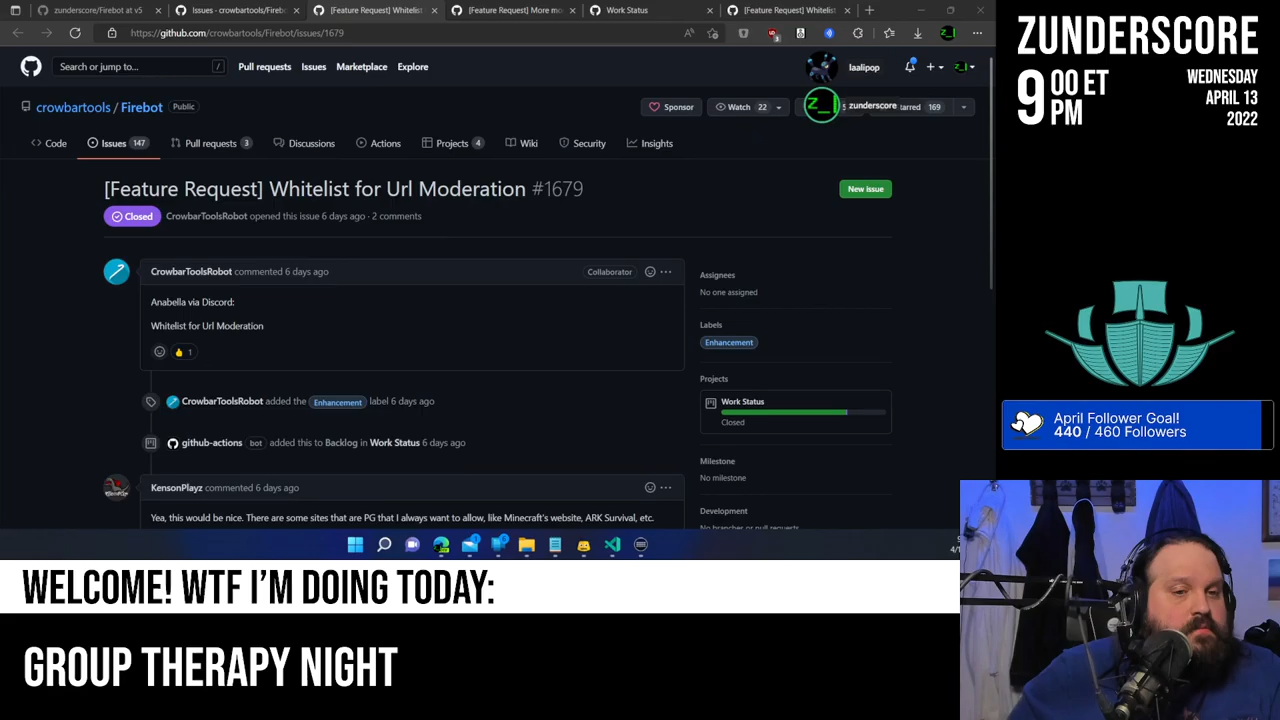 zunderscore/Firebot at v5
Issues · crowbartools/Firebot
[Feature Request] Whitelist
[Feature Request] More m
Work Status
[Feature Request] Whitelist
https://github.com/crowbartools/Firebot/issues/1679
Search or jump to...
/
Pull requests
Issues
Marketplace
Explore
laalipop
crowbartools / Firebot
Public
Sponsor
Watch 22
zunderscore
tarred 169
Code
Issues 147
Pull requests 3
Discussions
Actions
Projects 4
Wiki
Security
Insights
[Feature Request] Whitelist for Url Moderation #1679
New issue
Closed
CrowbarToolsRobot opened this issue 6 days ago · 2 comments
CrowbarToolsRobot commented 6 days ago
Collaborator
Anabella via Discord:
Whitelist for Url Moderation
1
CrowbarToolsRobot added the Enhancement label 6 days ago
github-actions bot added this to Backlog in Work Status 6 days ago
KensonPlayz commented 6 days ago
Yea, this would be nice. There are some sites that are PG that I always want to allow, like Minecraft's website, ARK Survival, etc.
Assignees
No one assigned
Labels
Enhancement
Projects
Work Status
Closed
Milestone
No milestone
Development
No branches or pull requests
ZUNDERSCORE
9 00 ET
PM
WEDNESDAY
APRIL 13
2022
April Follower Goal!
440 / 460 Followers
WELCOME! WTF I'M DOING TODAY:
GROUP THERAPY NIGHT